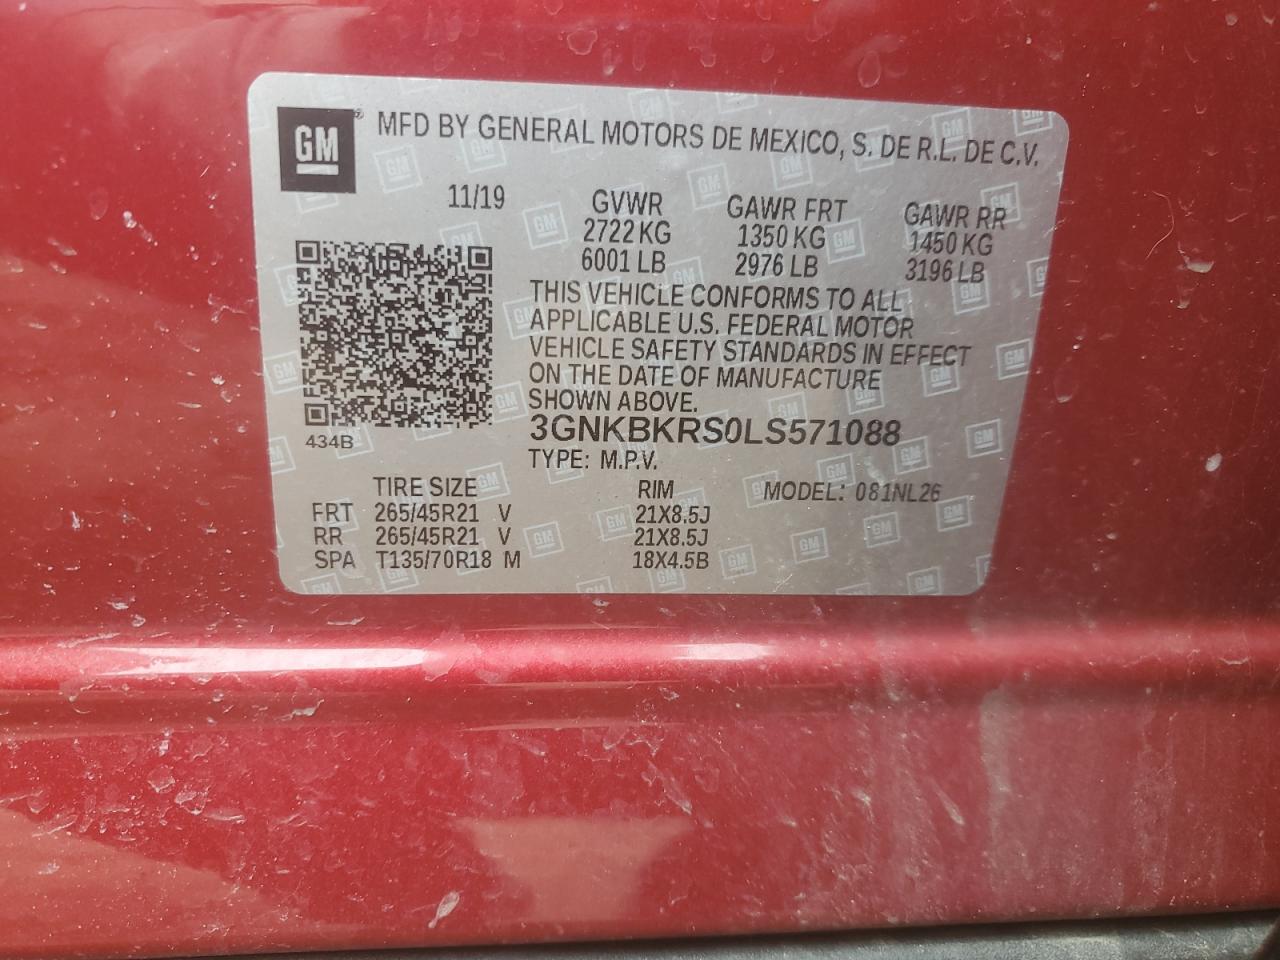 GM® MFD BY GENERAL MOTORS DE MEXICO, S. DE R.L. DE C.V.
11/19 GVWR GAWR FRT GAWR RR
2722 KG 1350 KG 1450 KG
6001 LB 2976 LB 3196 LB
THIS VEHICLE CONFORMS TO ALL
APPLICABLE U.S. FEDERAL MOTOR
VEHICLE SAFETY STANDARDS IN EFFECT
ON THE DATE OF MANUFACTURE
SHOWN ABOVE.
3GNKBKRS0LS571088
434B
TYPE: M.P.V.
TIRE SIZE RIM MODEL: 081NL26
FRT 265/45R21 V 21X8.5J
RR 265/45R21 V 21X8.5J
SPA T135/70R18 M 18X4.5B